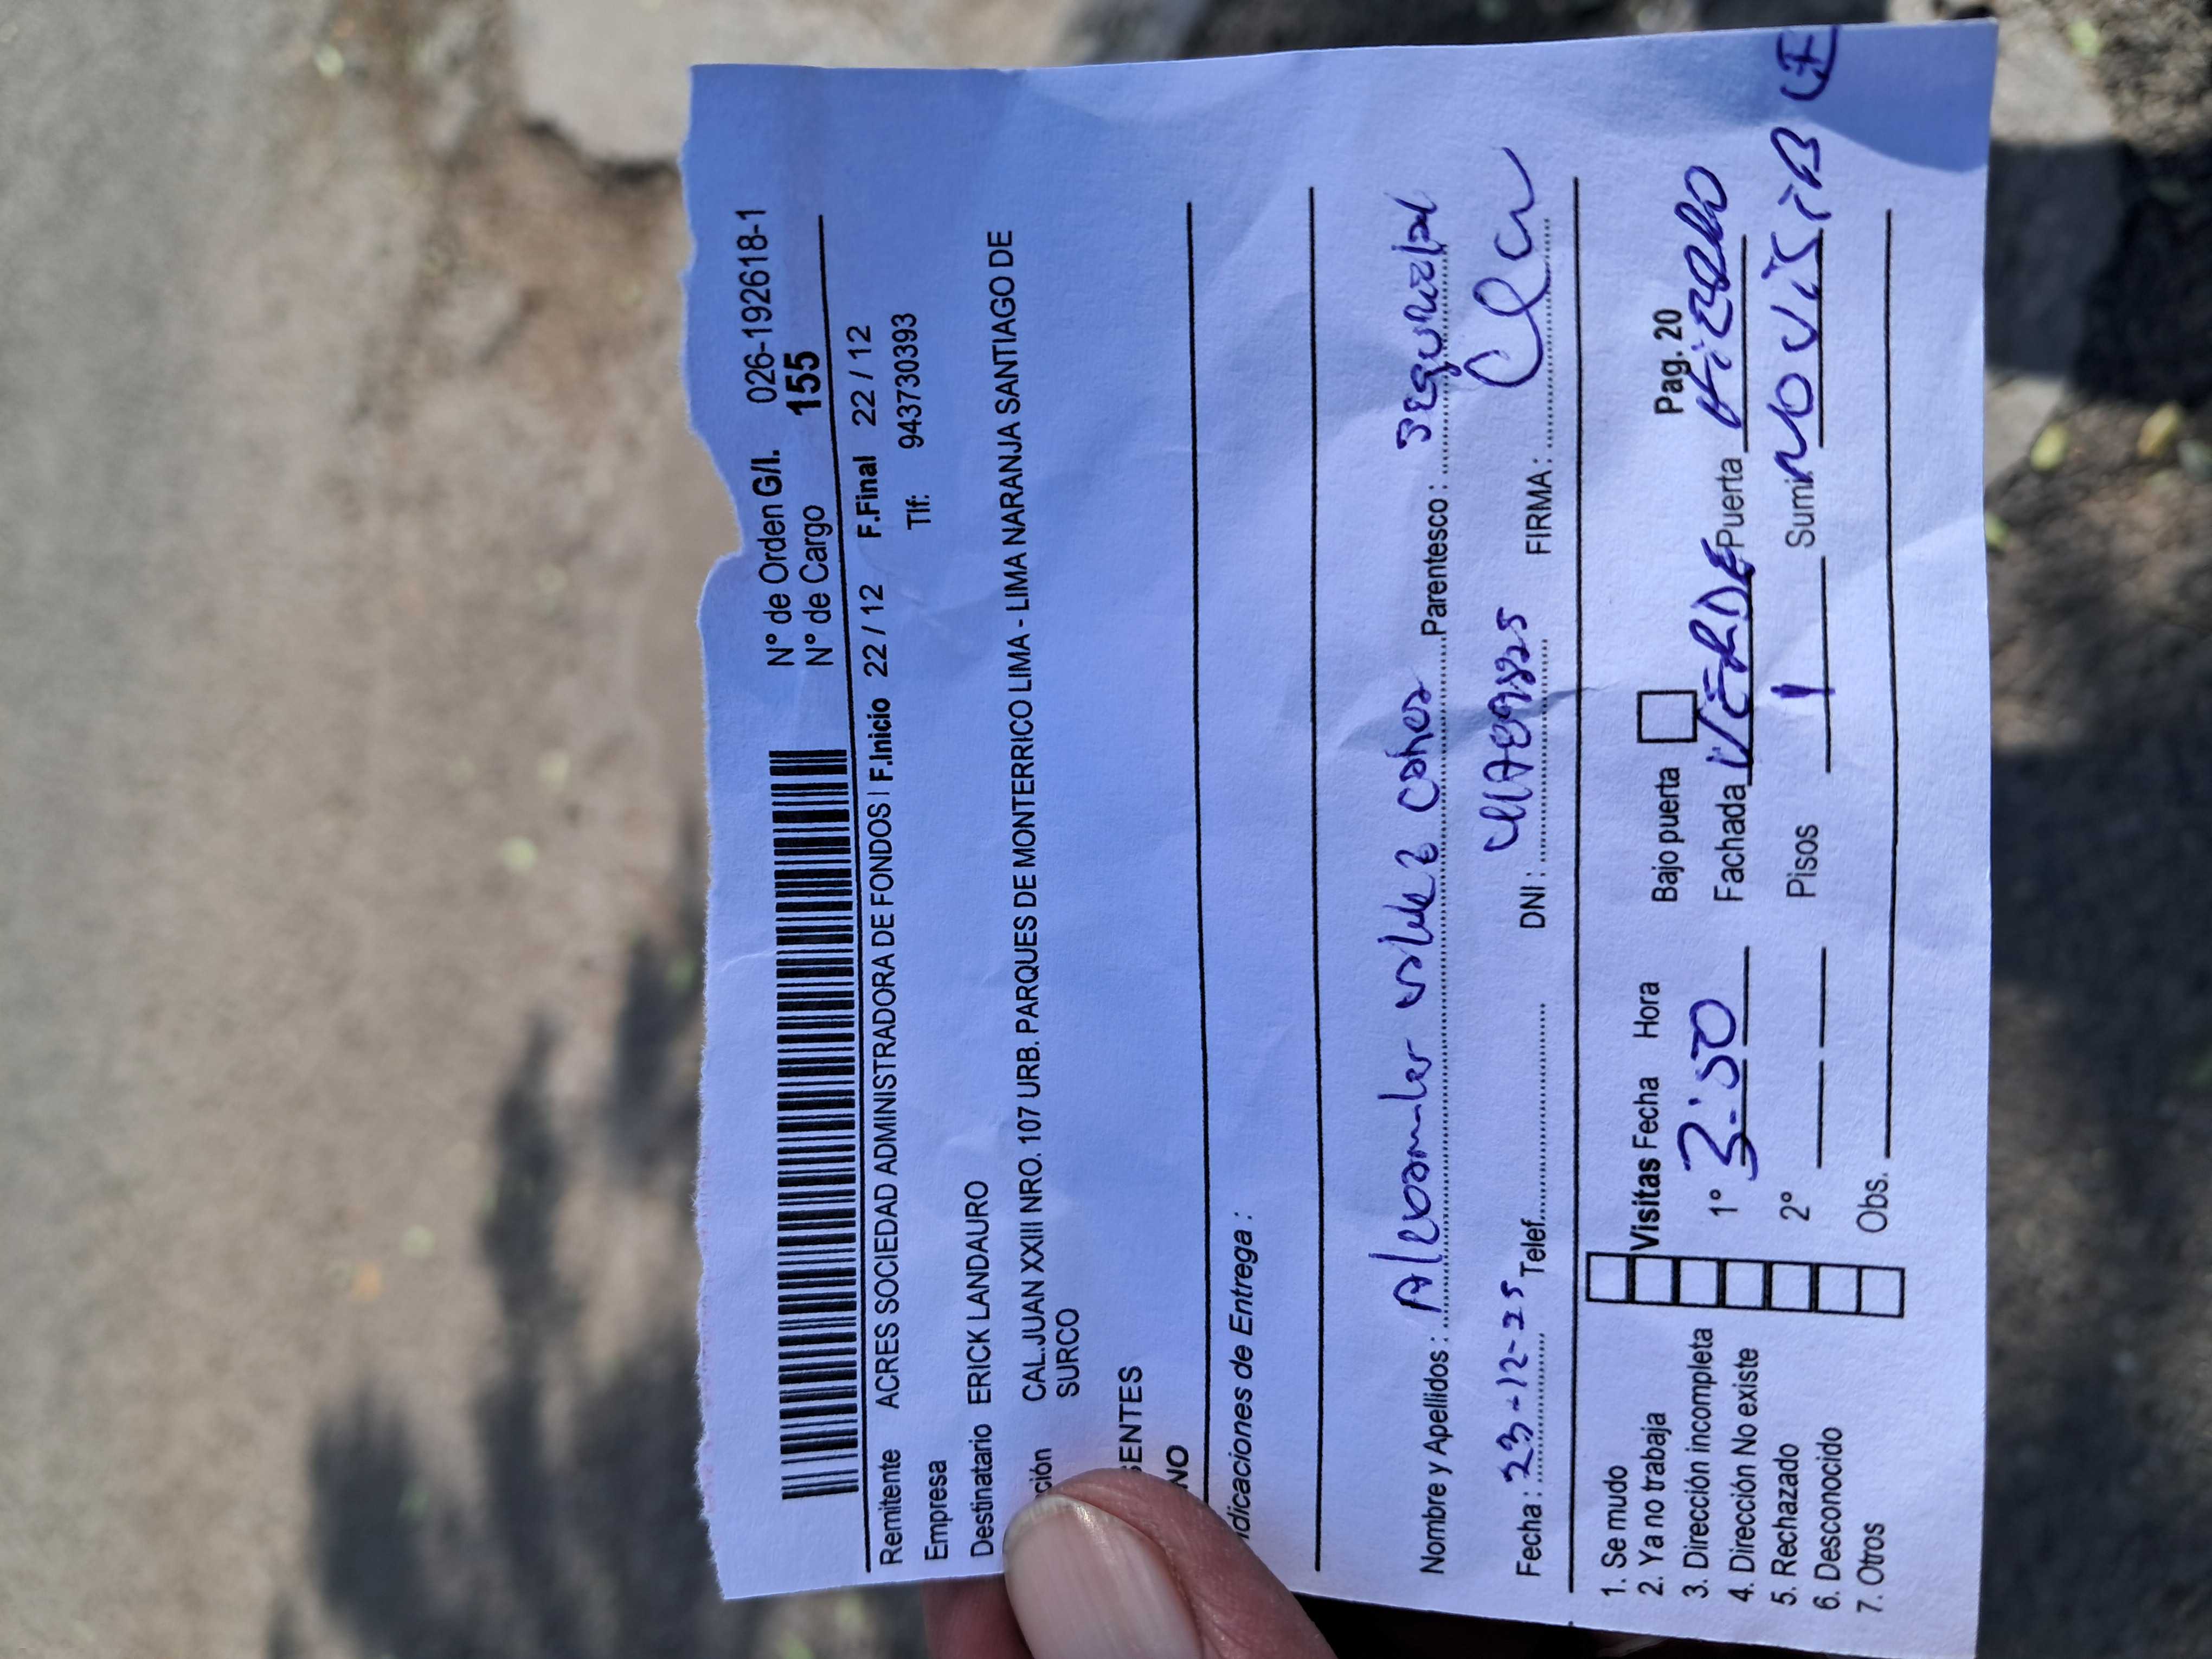 N° de Orden G/I. 026-192618-1
N° de Cargo 155
Remitente ACRES SOCIEDAD ADMINISTRADORA DE FONDOS | F.Inicio 22 / 12 F.Final 22 / 12
Empresa Tlf: 943730393
Destinatario ERICK LANDAURO
ción CAL.JUAN XXIII NRO. 107 URB. PARQUES DE MONTERRICO LIMA - LIMA NARANJA SANTIAGO DE
SURCO
SENTES
NO
dicaciones de Entrega :
Nombre y Apellidos : Alexander Parentesco :
Fecha : 23-12-25 Telef. DNI : FIRMA :
1. Se mudo
2. Ya no trabaja
3. Dirección incompleta
4. Dirección No existe
5. Rechazado
6. Desconocido
7. Otros
Visitas Fecha Hora Bajo puerta Pag. 20
1° 3:50 Fachada VERDE Puerta
2° Pisos 1 Sumi NO VISIB
Obs.